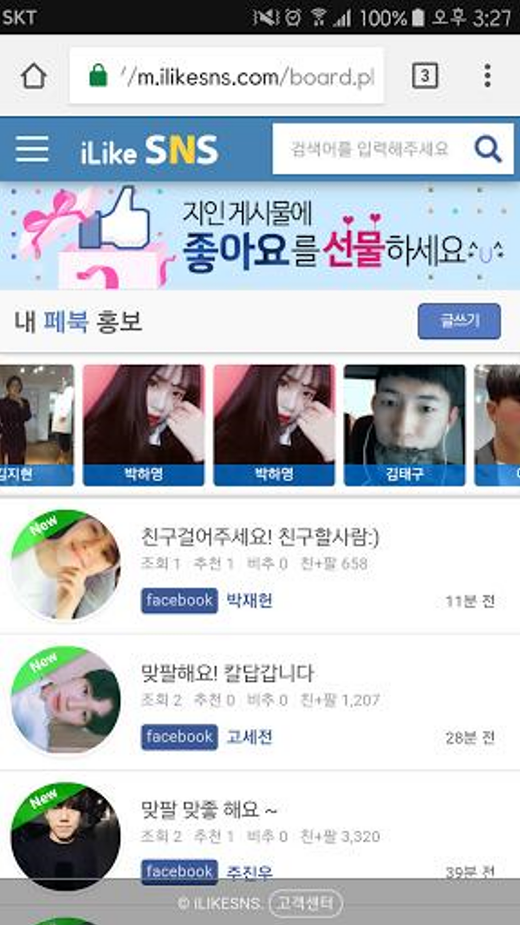 SKT 100% 오후 3:27
//m.ilikesns.com/board.pl 3
iLike SNS 검색어를 입력해주세요
지인 게시물에
좋아요를 선물하세요^∪^
내 페북 홍보 글쓰기
김지현 박하영 박하영 김태구
New
친구걸어주세요! 친구할사람:)
조회 1 추천 1 비추 0 친+팔 658
facebook 박재헌 11분 전
New
맞팔해요! 칼답갑니다
조회 2 추천 0 비추 0 친+팔 1,207
facebook 고세전 28분 전
New
맞팔 맞좋 해요 ~
조회 2 추천 1 비추 0 친+팔 3,320
facebook 주진우 39분 전
© iLIKESNS. 고객센터